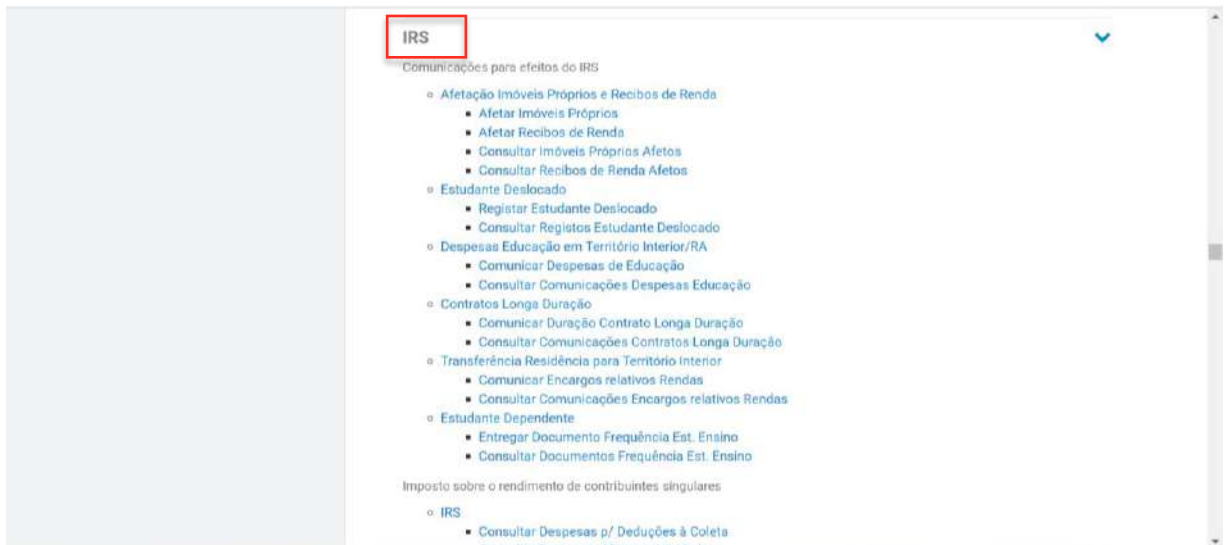 IRS
Comunicações para efeitos do IRS
Afetação Imóveis Próprios e Recibos de Renda
Afetar Imóveis Próprios
Afetar Recibos de Renda
Consultar Imóveis Próprios Afetos
Consultar Recibos de Renda Afetos
Estudante Deslocado
Registar Estudante Deslocado
Consultar Registos Estudante Deslocado
Despesas Educação em Território Interior/RA
Comunicar Despesas de Educação
Consultar Comunicações Despesas Educação
Contratos Longa Duração
Comunicar Duração Contrato Longa Duração
Consultar Comunicações Contratos Longa Duração
Transferência Residência para Território Interior
Comunicar Encargos relativos Rendas
Consultar Comunicações Encargos relativos Rendas
Estudante Dependente
Entregar Documento Frequência Est. Ensino
Consultar Documentos Frequência Est. Ensino
Imposto sobre o rendimento de contribuintes singulares
IRS
Consultar Despesas p/ Deduções à Coleta